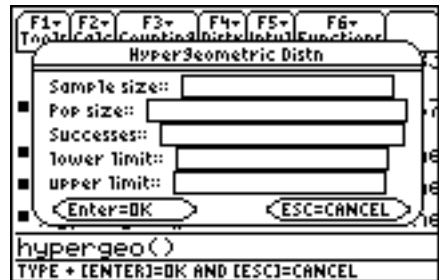 F1▾ F2▾ F3▾ F4▾ F5▾ F6▾
Hypergeometric Distn
Sample size::
Pop size::
Successes::
lower limit::
upper limit::
Enter=OK ESC=CANCEL
hypergeo()
TYPE + [ENTER]=OK AND [ESC]=CANCEL